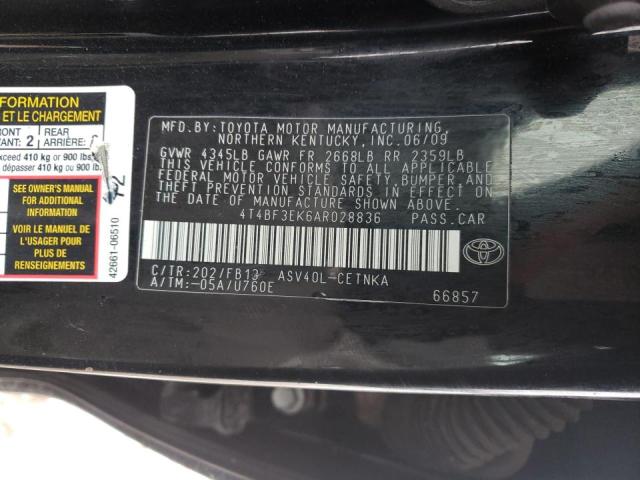 FORMATION
ET LE CHARGEMENT
FRONT
AVANT: 2
REAR
ARRIÈRE:
exceed 410 kg or 900 lbs.
dépasser 410 kg ou 900
SEE OWNER'S MANUAL
FOR ADDITIONAL
INFORMATION
VOIR LE MANUEL DE
L'USAGER POUR
PLUS DE
RENSEIGNEMENTS
42661-06510
MFD.BY: TOYOTA MOTOR MANUFACTURING,
NORTHERN KENTUCKY, INC. 06/09
GVWR 4345LB GAWR FR 2668LB RR 2359LB
THIS VEHICLE CONFORMS TO ALL APPLICABLE
FEDERAL MOTOR VEHICLE SAFETY, BUMPER, AND
THEFT PREVENTION STANDARDS IN EFFECT ON
THE DATE OF MANUFACTURE SHOWN ABOVE.
4T4BF3EK6AR028836 PASS.CAR
C/TR:202/FB13 ASV40L-CETNKA
A/TM:-05A/U760E
66857
TOYOTA